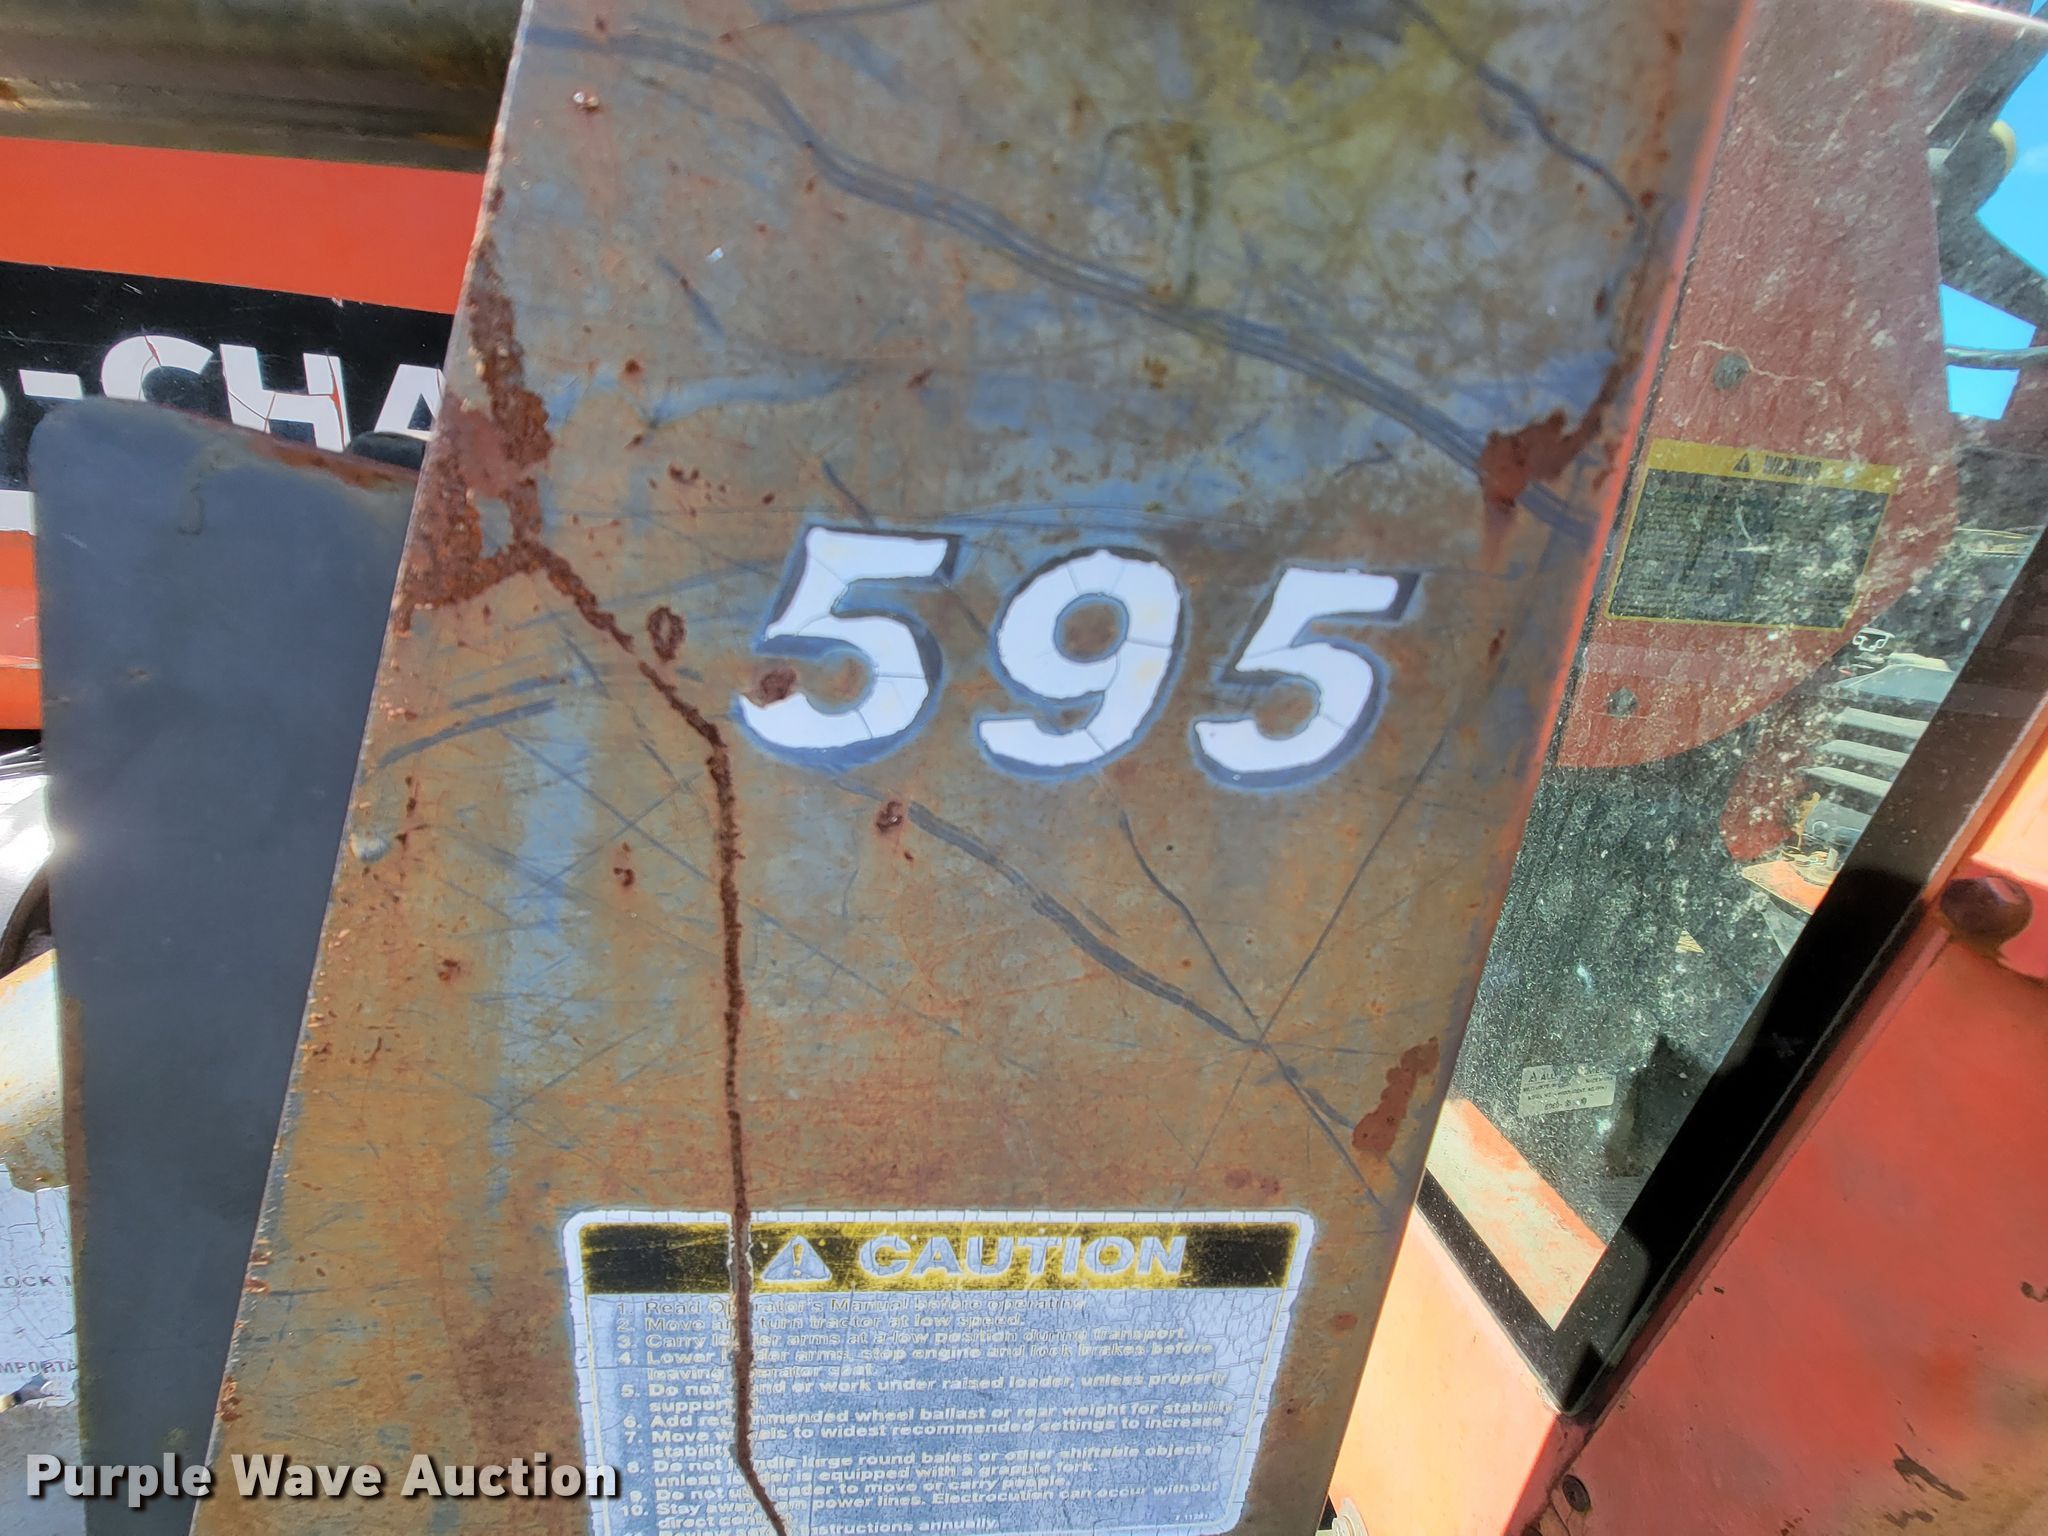 -CHA
595
WARNING
CAUTION
1. Read Operator's Manual before operating
2. Move and turn tractor at low speed.
3. Carry loader arms at a low position during transport.
4. Lower loader arms, stop engine and lock brakes before
leaving operator seat.
5. Do not stand or work under raised loader, unless properly
supported.
6. Add recommended wheel ballast or rear weight for stability
7. Move wheels to widest recommended settings to increase
stability
8. Do not handle large round bales or other shiftable objects
unless loader is equipped with a grapple fork.
9. Do not use loader to move or carry people.
10. Stay away from power lines. Electrocution can occur without
direct contact
instructions annually.
OCK
MPORTA
Purple Wave Auction